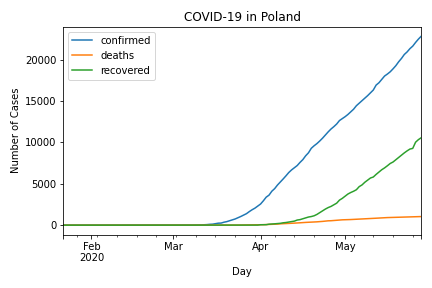 COVID-19 in Poland
confirmed
deaths
recovered
Number of Cases
20000
15000
10000
5000
0
Feb
2020
Mar
Apr
May
Day